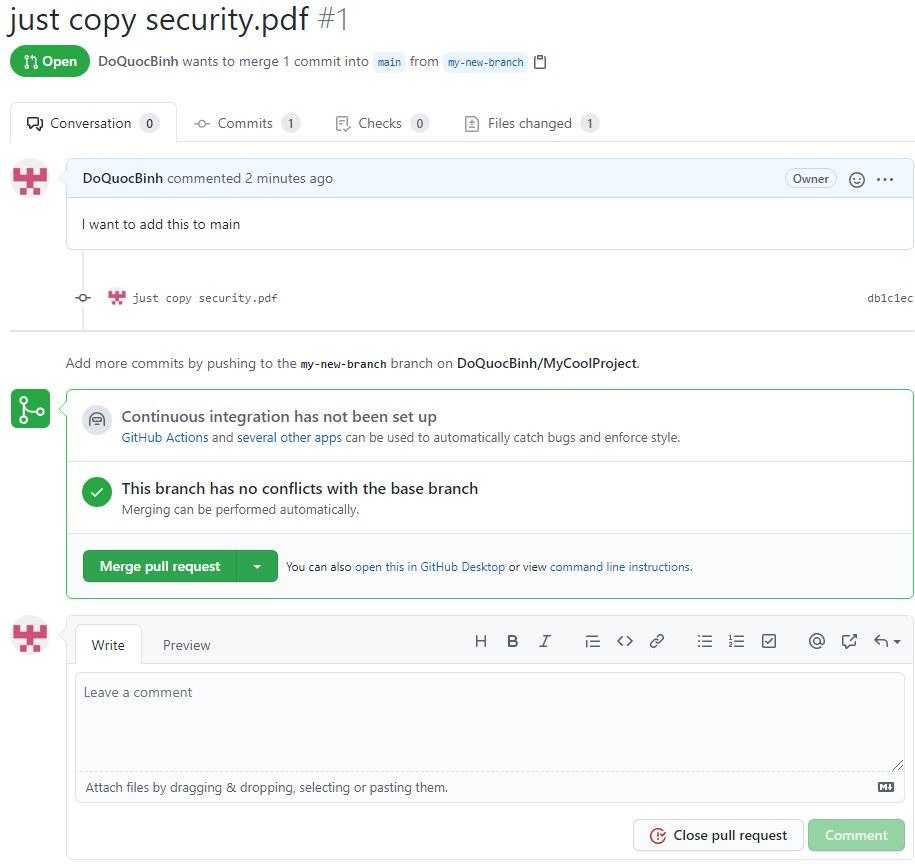 just copy security.pdf #1
Open DoQuocBinh wants to merge 1 commit into main from my-new-branch
Conversation 0 Commits 1 Checks 0 Files changed 1
DoQuocBinh commented 2 minutes ago Owner
I want to add this to main
just copy security.pdf db1c1ec
Add more commits by pushing to the my-new-branch branch on DoQuocBinh/MyCoolProject.
Continuous integration has not been set up
GitHub Actions and several other apps can be used to automatically catch bugs and enforce style.
This branch has no conflicts with the base branch
Merging can be performed automatically.
Merge pull request You can also open this in GitHub Desktop or view command line instructions.
Write Preview H B I
Leave a comment
Attach files by dragging & dropping, selecting or pasting them.
Close pull request Comment